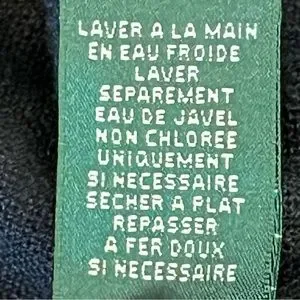 LAVER A LA MAIN
EN EAU FROIDE
LAVER
SEPAREMENT
EAU DE JAVEL
NON CHLOREE
UNIQUEMENT
SI NECESSAIRE
SECHER A PLAT
REPASSER
A FER DOUX
SI NECESSAIRE